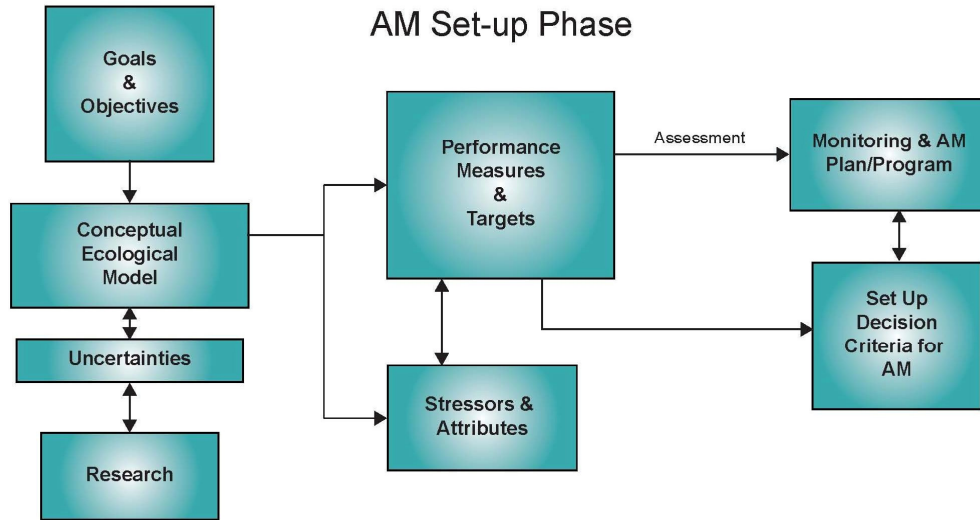 AM Set-up Phase
Goals
&
Objectives
Conceptual
Ecological
Model
Uncertainties
Research
Performance
Measures
&
Targets
Stressors &
Attributes
Assessment
Monitoring & AM
Plan/Program
Set Up
Decision
Criteria for
AM